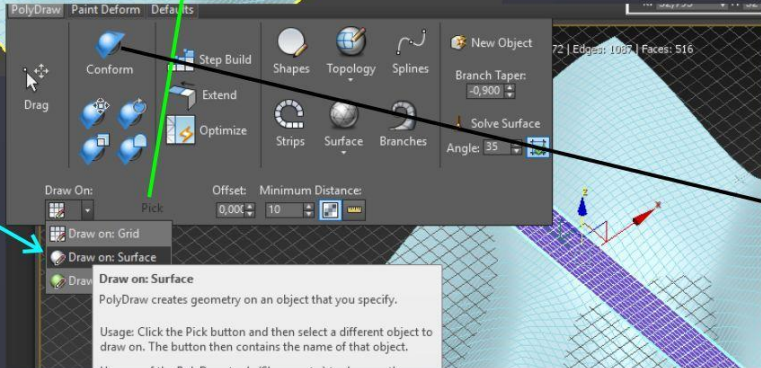 PolyDraw Paint Deform Defaults
Drag
Conform
Step Build
Extend
Optimize
Shapes Topology Splines
Strips Surface Branches
New Object
Branch Taper:
-0,900
Solve Surface
Angle: 35
Edges: 1087 | Faces: 516
Draw On: Pick Offset: 0,000 Minimum Distance: 10
Draw on: Grid
Draw on: Surface
Draw
Draw on: Surface
PolyDraw creates geometry on an object that you specify.
Usage: Click the Pick button and then select a different object to
draw on. The button then contains the name of that object.